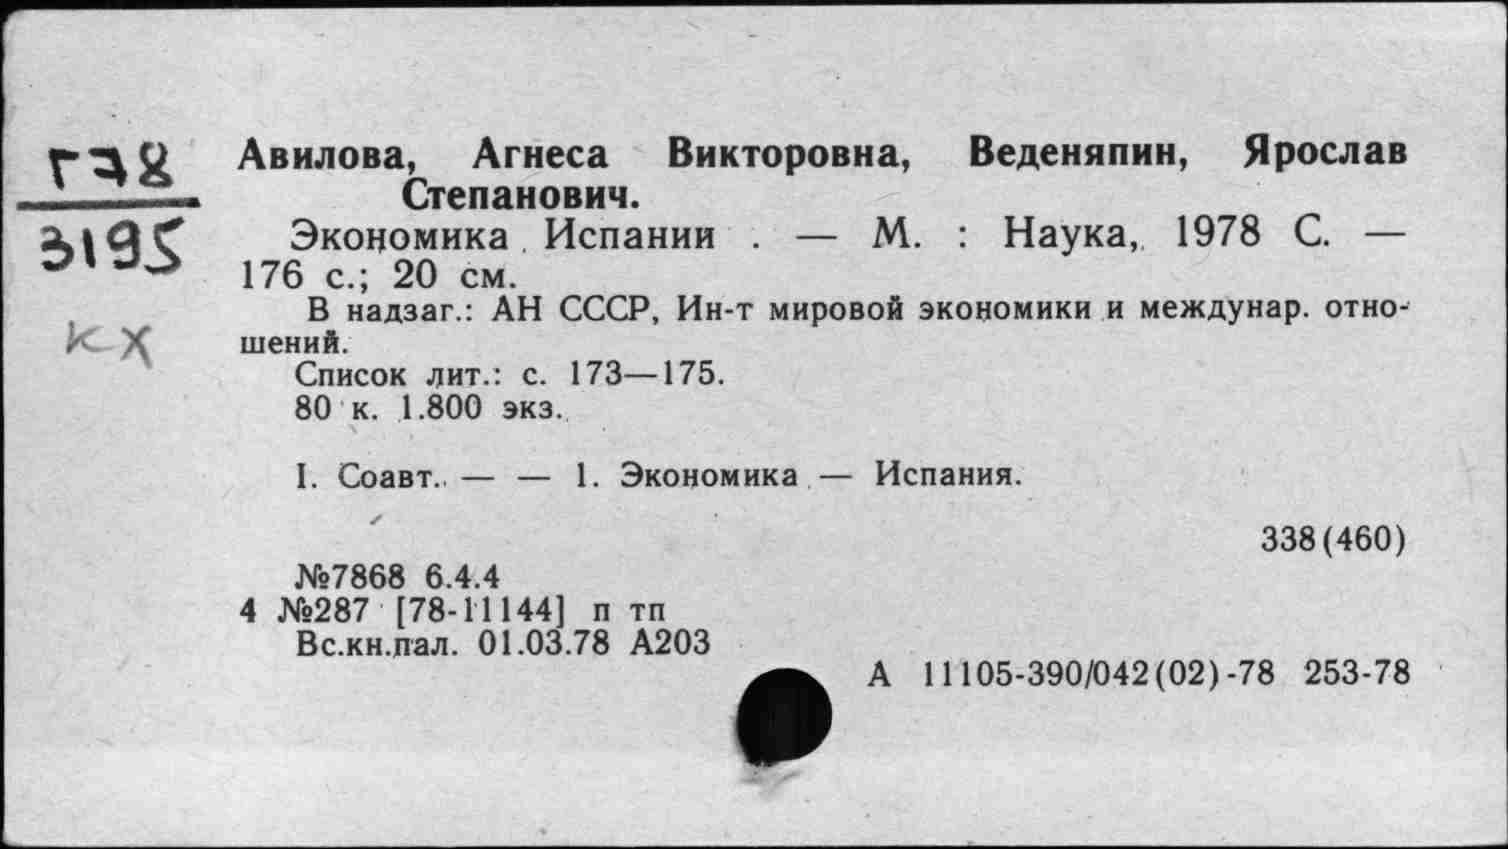 Г78
3195
КХ
Авилова, Агнеса Викторовна, Веденяпин, Ярослав
Степанович.
Экономика Испании . — М. : Наука, 1978 С. —
176 с.; 20 см.
В надзаг.: АН СССР, Ин-т мировой экономики и междунар. отно-
шений.
Список лит.: с. 173—175.
80 к. 1.800 экз.
I. Соавт. — — 1. Экономика — Испания.
338(460)
№7868 6.4.4
4 №287 [78-11144] п тп
Вс.кн.пал. 01.03.78 А203
А 11105-390/042(02)-78 253-78